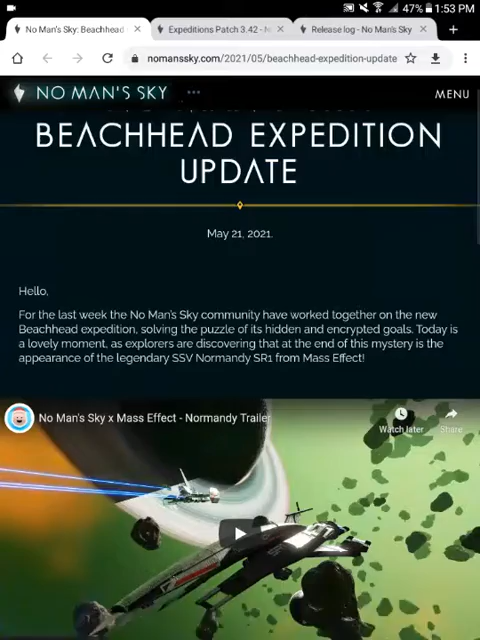 47% 1:53 PM
No Man's Sky: Beachhead
Expeditions Patch 3.42 - N
Release log - No Man's Sky
nomanssky.com/2021/05/beachhead-expedition-update
NO MAN'S SKY
MENU
BEACHHEAD EXPEDITION
UPDATE
May 21, 2021.
Hello,
For the last week the No Man's Sky community have worked together on the new
Beachhead expedition, solving the puzzle of its hidden and encrypted goals. Today is
a lovely moment, as explorers are discovering that at the end of this mystery is the
appearance of the legendary SSV Normandy SR1 from Mass Effect!
No Man's Sky x Mass Effect - Normandy Trailer
Watch later
Share